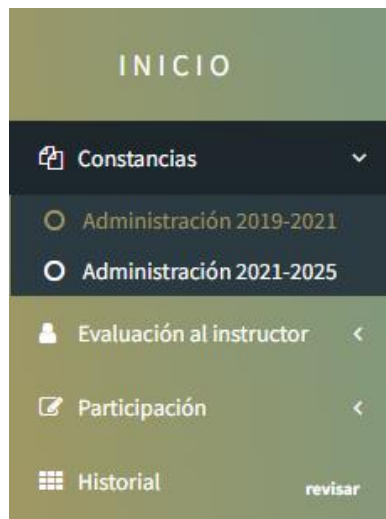 INICIO
Constancias
Administración 2019-2021
Administración 2021-2025
Evaluación al instructor
Participación
Historial revisar